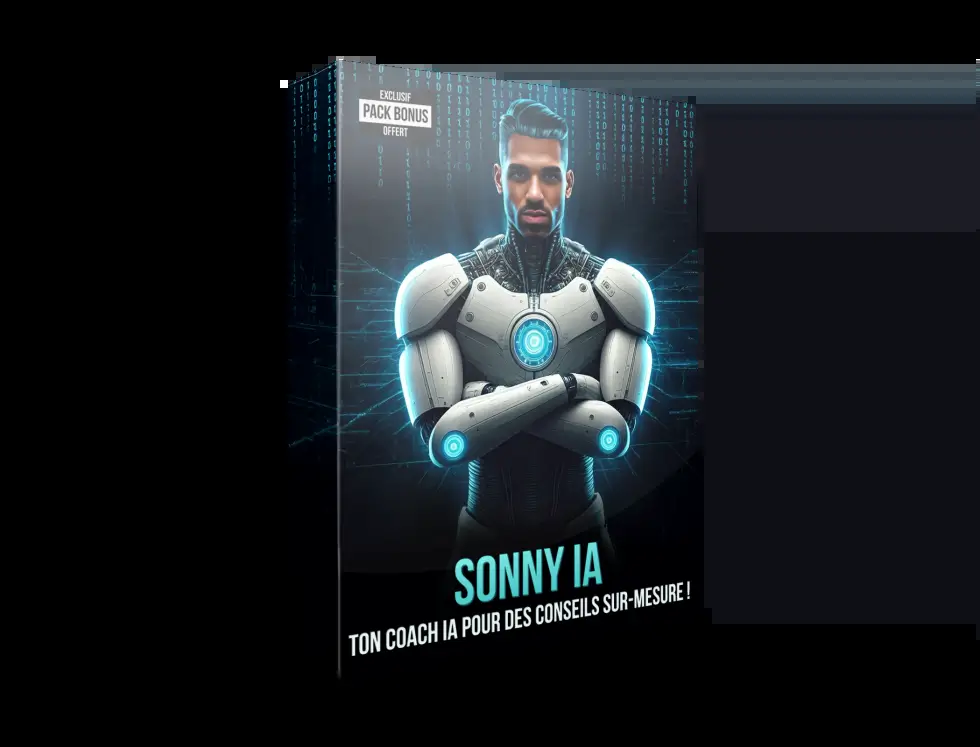 EXCLUSIF
PACK BONUS
OFFERT
SONNY IA
TON COACH IA POUR DES CONSEILS SUR-MESURE !